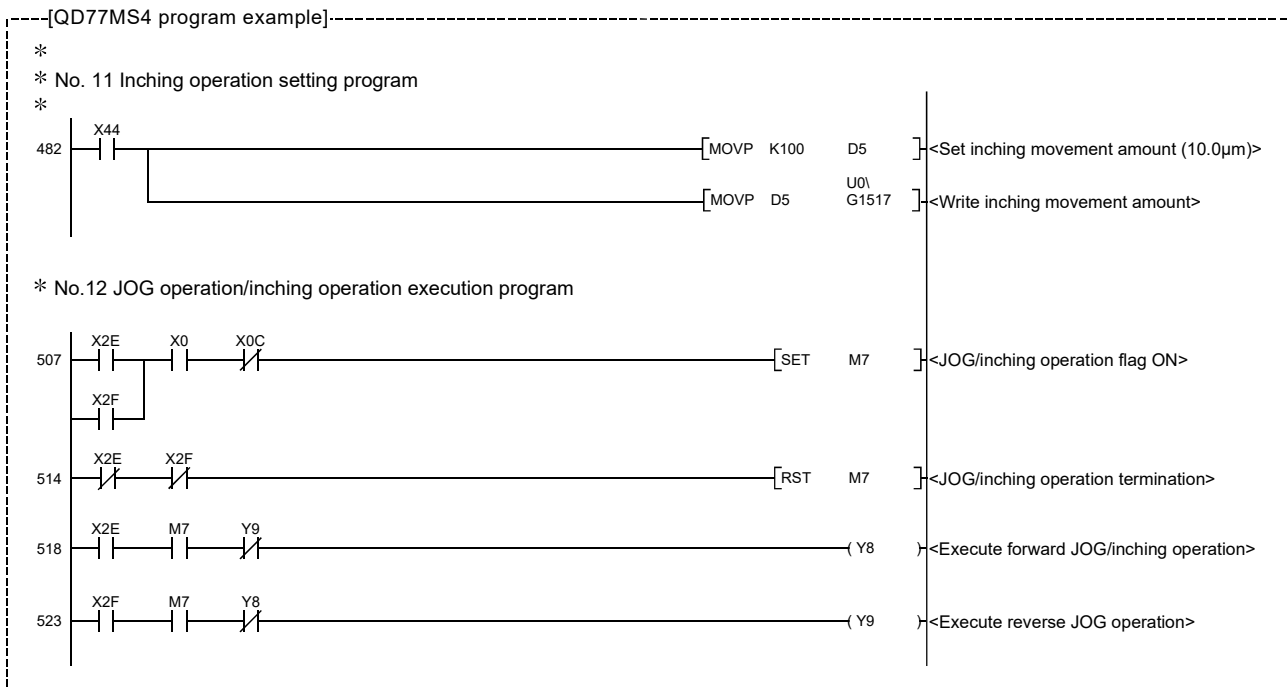 [QD77MS4 program example]
*
* No. 11 Inching operation setting program
*
X44
482 [MOVP K100 D5 ] <Set inching movement amount (10.0µm)>
U0\
[MOVP D5 G1517 ] <Write inching movement amount>
* No.12 JOG operation/inching operation execution program
X2E X0 X0C
507 [SET M7 ] <JOG/inching operation flag ON>
X2F
X2E X2F
514 [RST M7 ] <JOG/inching operation termination>
X2E M7 Y9
518 ( Y8 ) <Execute forward JOG/inching operation>
X2F M7 Y8
523 ( Y9 ) <Execute reverse JOG operation>